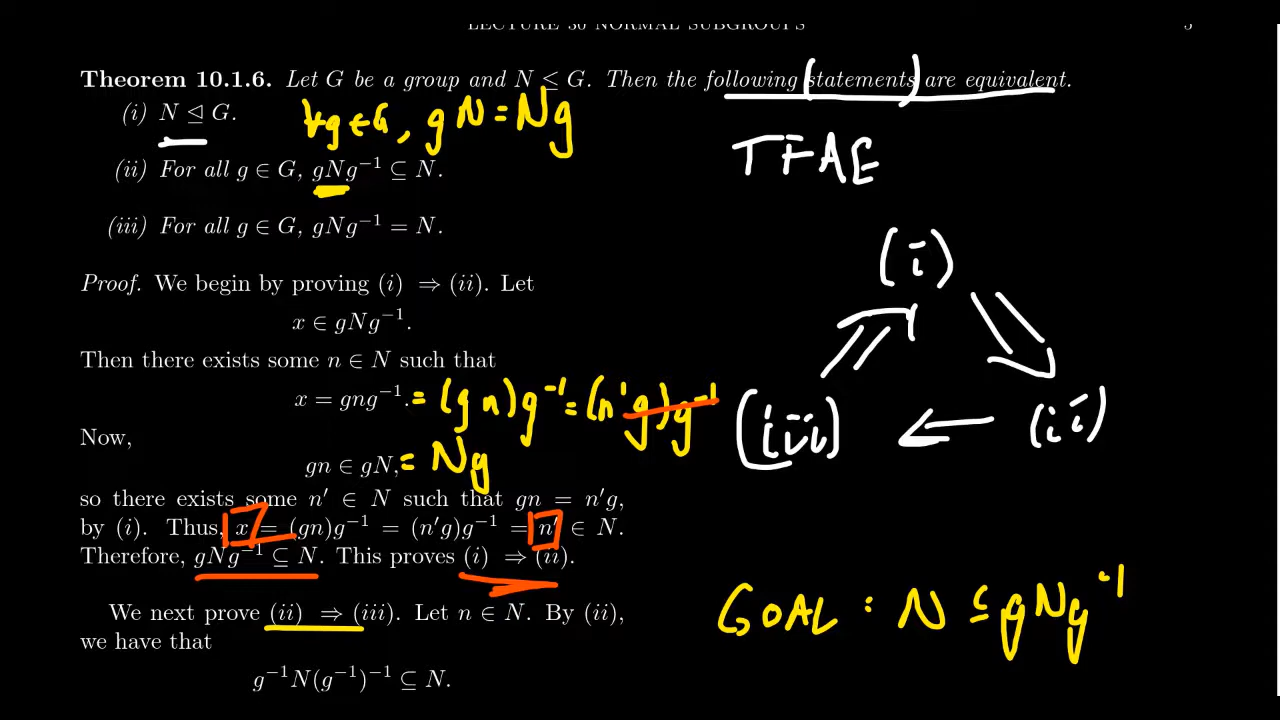 LECTURE 30 NORMAL SUBGROUPS 3
Theorem 10.1.6. Let G be a group and N ≤ G. Then the following (statements) are equivalent.
(i) N ⊴ G. ∀g ∈ G, gN = Ng
TFAE
(ii) For all g ∈ G, gNg⁻¹ ⊆ N.
(iii) For all g ∈ G, gNg⁻¹ = N.
(i)
Proof. We begin by proving (i) ⇒ (ii). Let
x ∈ gNg⁻¹.
Then there exists some n ∈ N such that
x = gng⁻¹. = (gn)g⁻¹ = (n'g)g⁻¹
(iii) ← (ii)
Now,
gn ∈ gN, = Ng
so there exists some n′ ∈ N such that gn = n′g,
by (i). Thus, x = (gn)g⁻¹ = (n′g)g⁻¹ = n′ ∈ N.
Therefore, gNg⁻¹ ⊆ N. This proves (i) ⇒ (ii).
We next prove (ii) ⇒ (iii). Let n ∈ N. By (ii),
GOAL : N ⊆ gNg⁻¹
we have that
g⁻¹N(g⁻¹)⁻¹ ⊆ N.